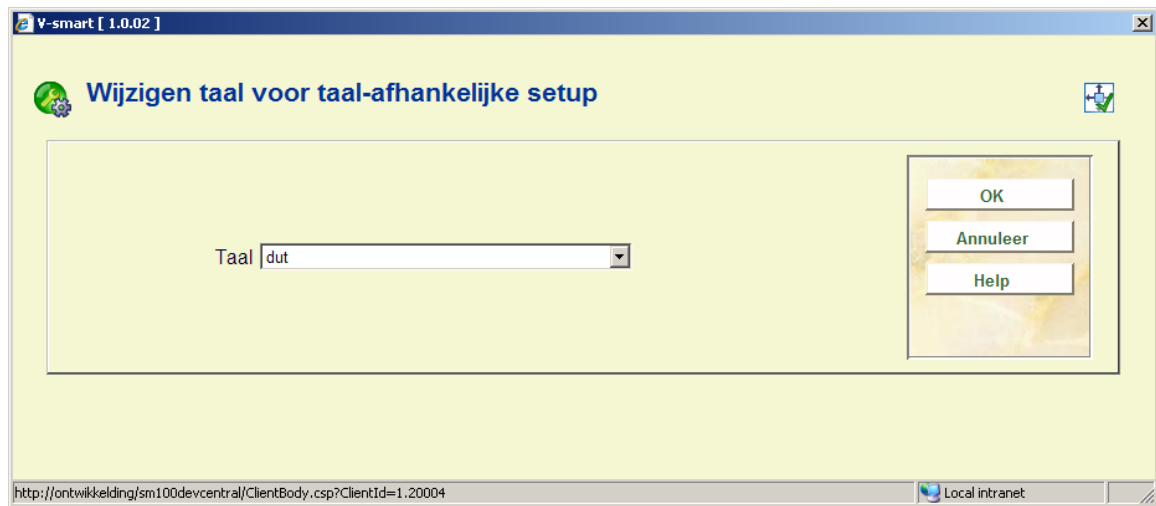 V-smart [ 1.0.02 ]
Wijzigen taal voor taal-afhankelijke setup
OK
Taal dut
Annuleer
Help
http://ontwikkelding/sm100devcentral/ClientBody.csp?ClientId=1.20004
Local intranet